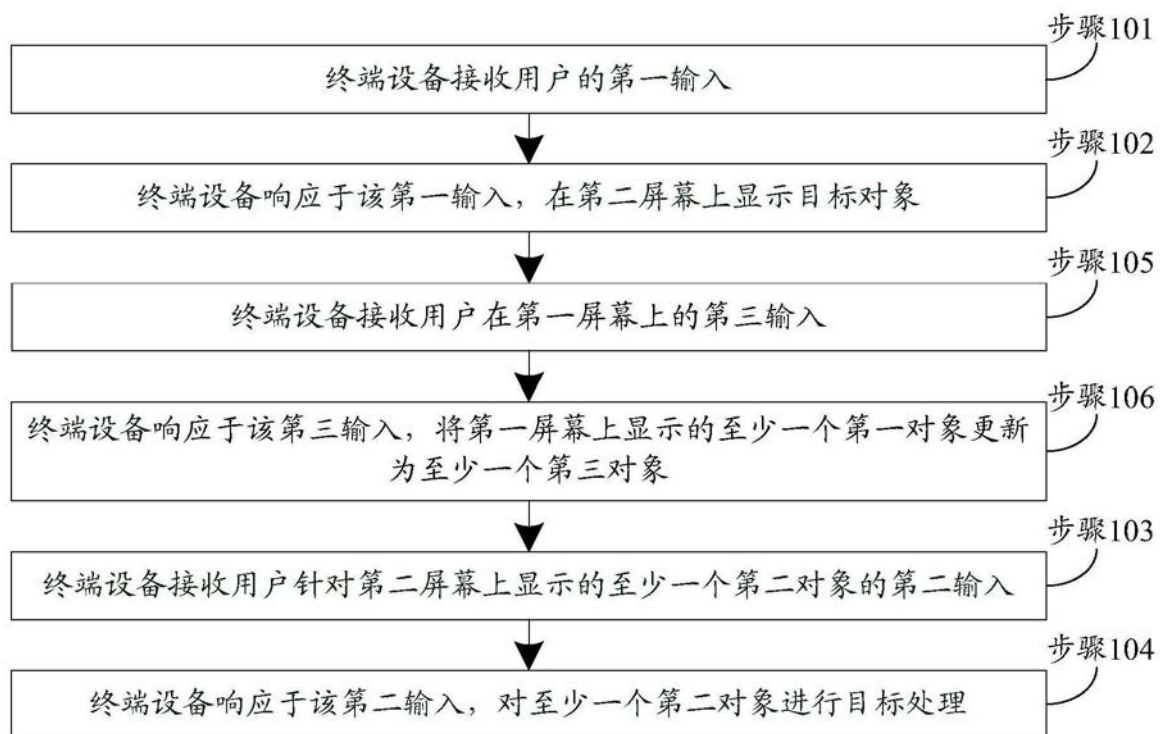 步骤101
终端设备接收用户的第一输入
步骤102
终端设备响应于该第一输入，在第二屏幕上显示目标对象
步骤105
终端设备接收用户在第一屏幕上的第三输入
步骤106
终端设备响应于该第三输入，将第一屏幕上显示的至少一个第一对象更新
为至少一个第三对象
步骤103
终端设备接收用户针对第二屏幕上显示的至少一个第二对象的第二输入
步骤104
终端设备响应于该第二输入，对至少一个第二对象进行目标处理